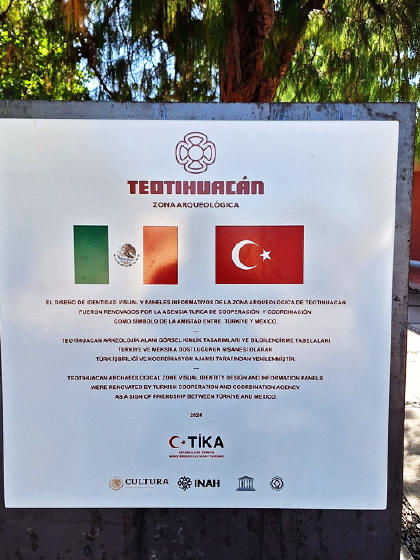 TEOTIHUACÁN
ZONA ARQUEOLÓGICA
EL DISEÑO DE IDENTIDAD VISUAL Y PANELES INFORMATIVOS DE LA ZONA ARQUEOLÓGICA DE TEOTIHUACÁN
FUERON RENOVADOS POR LA AGENCIA TURCA DE COOPERACIÓN Y COORDINACIÓN
COMO SÍMBOLO DE LA AMISTAD ENTRE TÜRKIYE Y MÉXICO.
TEOTIHUACAN ARKEOLOJİK ALANI GÖRSEL KİMLİK TASARIMLARI VE BİLGİLENDİRME TABELALARI
TÜRKİYE VE MEKSİKA DOSTLUĞUNUN NİŞANESİ OLARAK
TÜRK İŞBİRLİĞİ VE KOORDİNASYON AJANSI TARAFINDAN YENİLENMİŞTİR.
TEOTIHUACAN ARCHAEOLOGICAL ZONE VISUAL IDENTITY DESIGN AND INFORMATION PANELS
WERE RENOVATED BY TURKISH COOPERATION AND COORDINATION AGENCY
AS A SIGN OF FRIENDSHIP BETWEEN TÜRKİYE AND MEXICO.
2024
TİKA
CULTURA
INAH